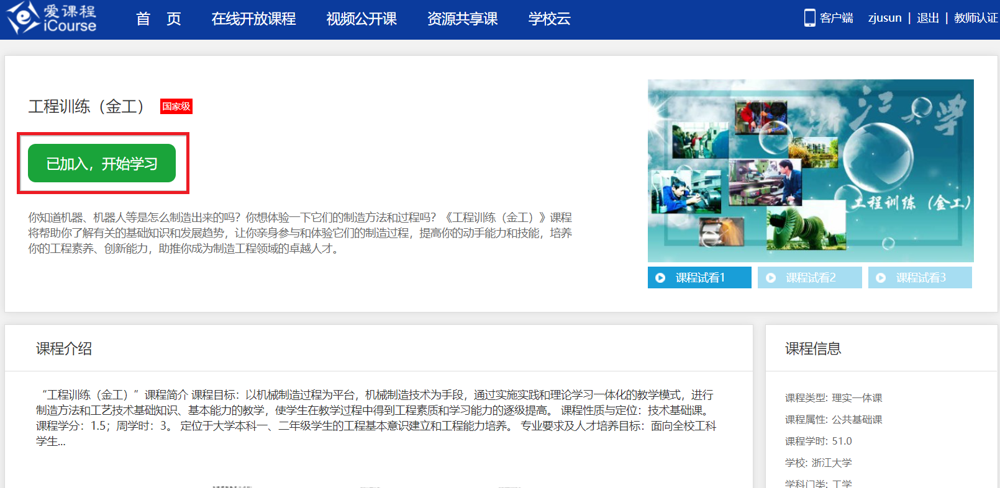 爱课程
iCourse
首 页 在线开放课程 视频公开课 资源共享课 学校云
客户端 zjusun | 退出 | 教师认证
工程训练（金工） 国家级
已加入，开始学习
你知道机器、机器人等是怎么制造出来的吗？你想体验一下它们的制造方法和过程吗？《工程训练（金工）》课程
将帮助你了解有关的基础知识和发展趋势，让你亲身参与和体验它们的制造过程，提高你的动手能力和技能，培养
你的工程素养、创新能力，助推你成为制造工程领域的卓越人才。
浙江大学
工程训练（金工）
课程试看1 课程试看2 课程试看3
课程介绍
“工程训练（金工）”课程简介 课程目标：以机械制造过程为平台，机械制造技术为手段，通过实施实践和理论学习一体化的教学模式，进行
制造方法和工艺技术基础知识、基本能力的教学，使学生在教学过程中得到工程素质和学习能力的逐级提高。 课程性质与定位：技术基础课。
课程学分：1.5；周学时：3。 定位于大学本科一、二年级学生的工程基本意识建立和工程能力培养。 专业要求及人才培养目标：面向全校工科
学生...
课程信息
课程类型: 理实一体课
课程属性: 公共基础课
课程学时: 51.0
学校: 浙江大学
学科门类: 工学